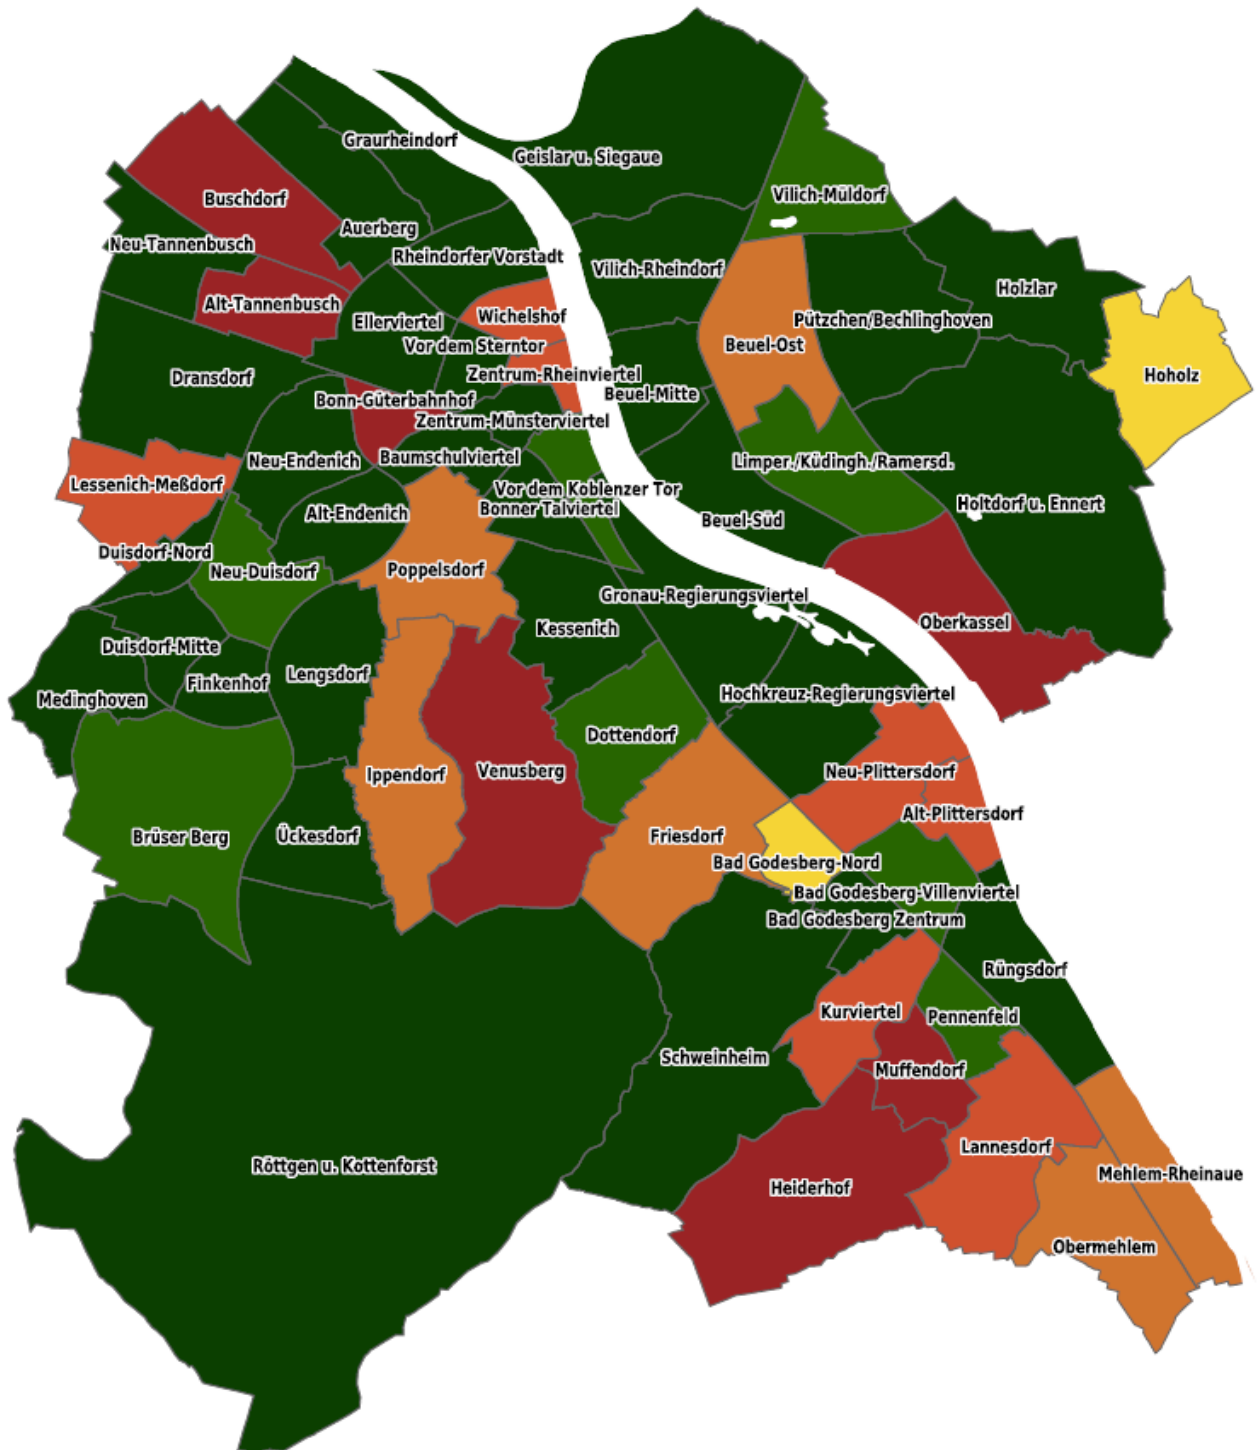 Graurheindorf
Geislar u. Siegaue
Vilich-Müldorf
Buschdorf
Auerberg
Neu-Tannenbusch
Rheindorfer Vorstadt
Vilich-Rheindorf
Holzlar
Alt-Tannenbusch
Wichelshof
Ellerviertel
Pützchen/Bechlinghoven
Vor dem Sterntor
Beuel-Ost
Zentrum-Rheinviertel
Hoholz
Dransdorf
Beuel-Mitte
Bonn-Güterbahnhof
Zentrum-Münsterviertel
Baumschulviertel
Neu-Endenich
Limper./Küdingh./Ramersd.
Lessenich-Meßdorf
Vor dem Koblenzer Tor
Holtdorf u. Ennert
Bonner Talviertel
Alt-Endenich
Beuel-Süd
Duisdorf-Nord
Neu-Duisdorf
Poppelsdorf
Gronau-Regierungsviertel
Oberkassel
Kessenich
Duisdorf-Mitte
Lengsdorf
Finkenhof
Hochkreuz-Regierungsviertel
Medinghoven
Dottendorf
Venusberg
Neu-Plittersdorf
Ippendorf
Alt-Plittersdorf
Brüser Berg
Ückesdorf
Friesdorf
Bad Godesberg-Nord
Bad Godesberg-Villenviertel
Bad Godesberg Zentrum
Rüngsdorf
Kurviertel
Pennenfeld
Schweinheim
Muffendorf
Lannesdorf
Röttgen u. Kottenforst
Mehlem-Rheinaue
Heiderhof
Obermehlem